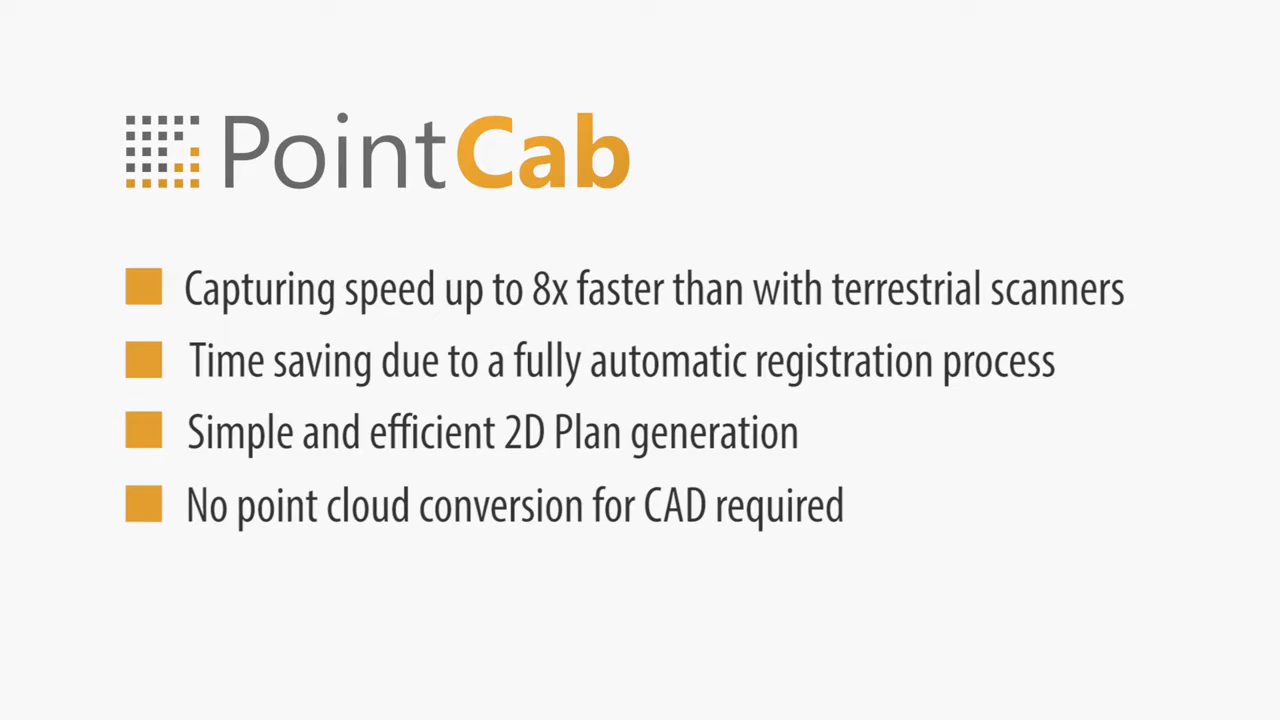 PointCab
Capturing speed up to 8x faster than with terrestrial scanners
Time saving due to a fully automatic registration process
Simple and efficient 2D Plan generation
No point cloud conversion for CAD required